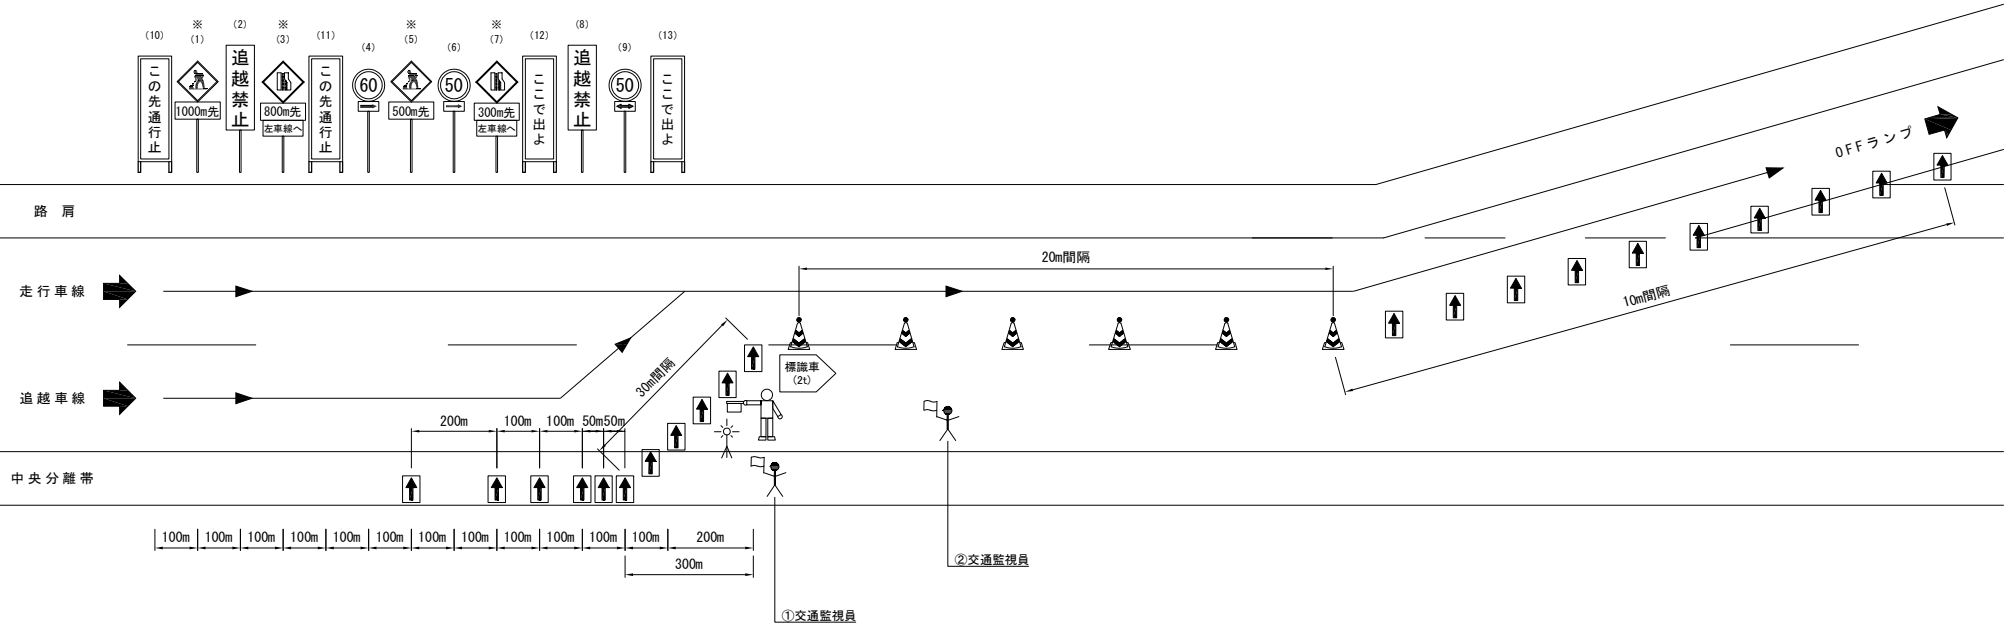 (10)
この先通行止
※
(1)
1000m先
(2)
追越禁止
※
(3)
800m先
左車線へ
(11)
この先通行止
(4)
60
※
(5)
500m先
(6)
50
※
(7)
300m先
左車線へ
(12)
ここで出よ
(8)
追越禁止
(9)
50
(13)
ここで出よ
OFFランプ
路肩
20m間隔
走行車線
10m間隔
30m間隔
標識車
(2t)
追越車線
200m
100m
100m
50m
50m
中央分離帯
100m
100m
100m
100m
100m
100m
100m
100m
100m
100m
100m
100m
200m
300m
②交通監視員
①交通監視員